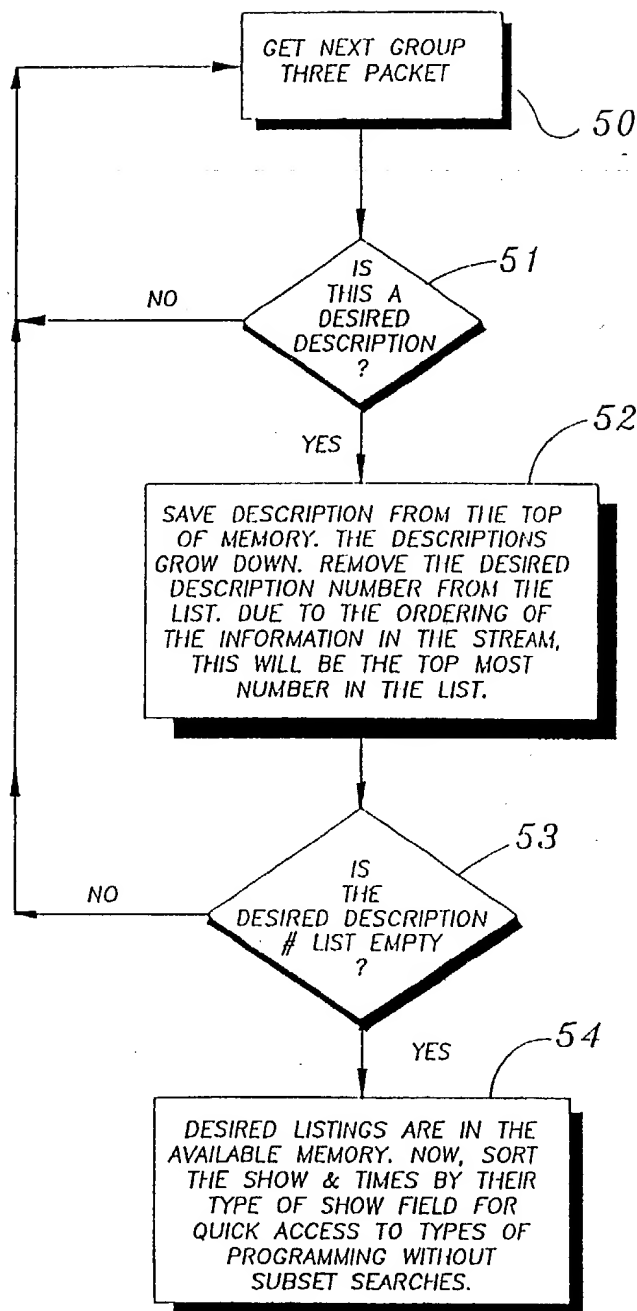 GET NEXT GROUP
THREE PACKET
50
51
IS
THIS A
DESIRED
DESCRIPTION
?
NO
YES
52
SAVE DESCRIPTION FROM THE TOP
OF MEMORY. THE DESCRIPTIONS
GROW DOWN. REMOVE THE DESIRED
DESCRIPTION NUMBER FROM THE
LIST. DUE TO THE ORDERING OF
THE INFORMATION IN THE STREAM,
THIS WILL BE THE TOP MOST
NUMBER IN THE LIST.
53
IS
THE
DESIRED DESCRIPTION
# LIST EMPTY
?
NO
YES
54
DESIRED LISTINGS ARE IN THE
AVAILABLE MEMORY. NOW, SORT
THE SHOW & TIMES BY THEIR
TYPE OF SHOW FIELD FOR
QUICK ACCESS TO TYPES OF
PROGRAMMING WITHOUT
SUBSET SEARCHES.